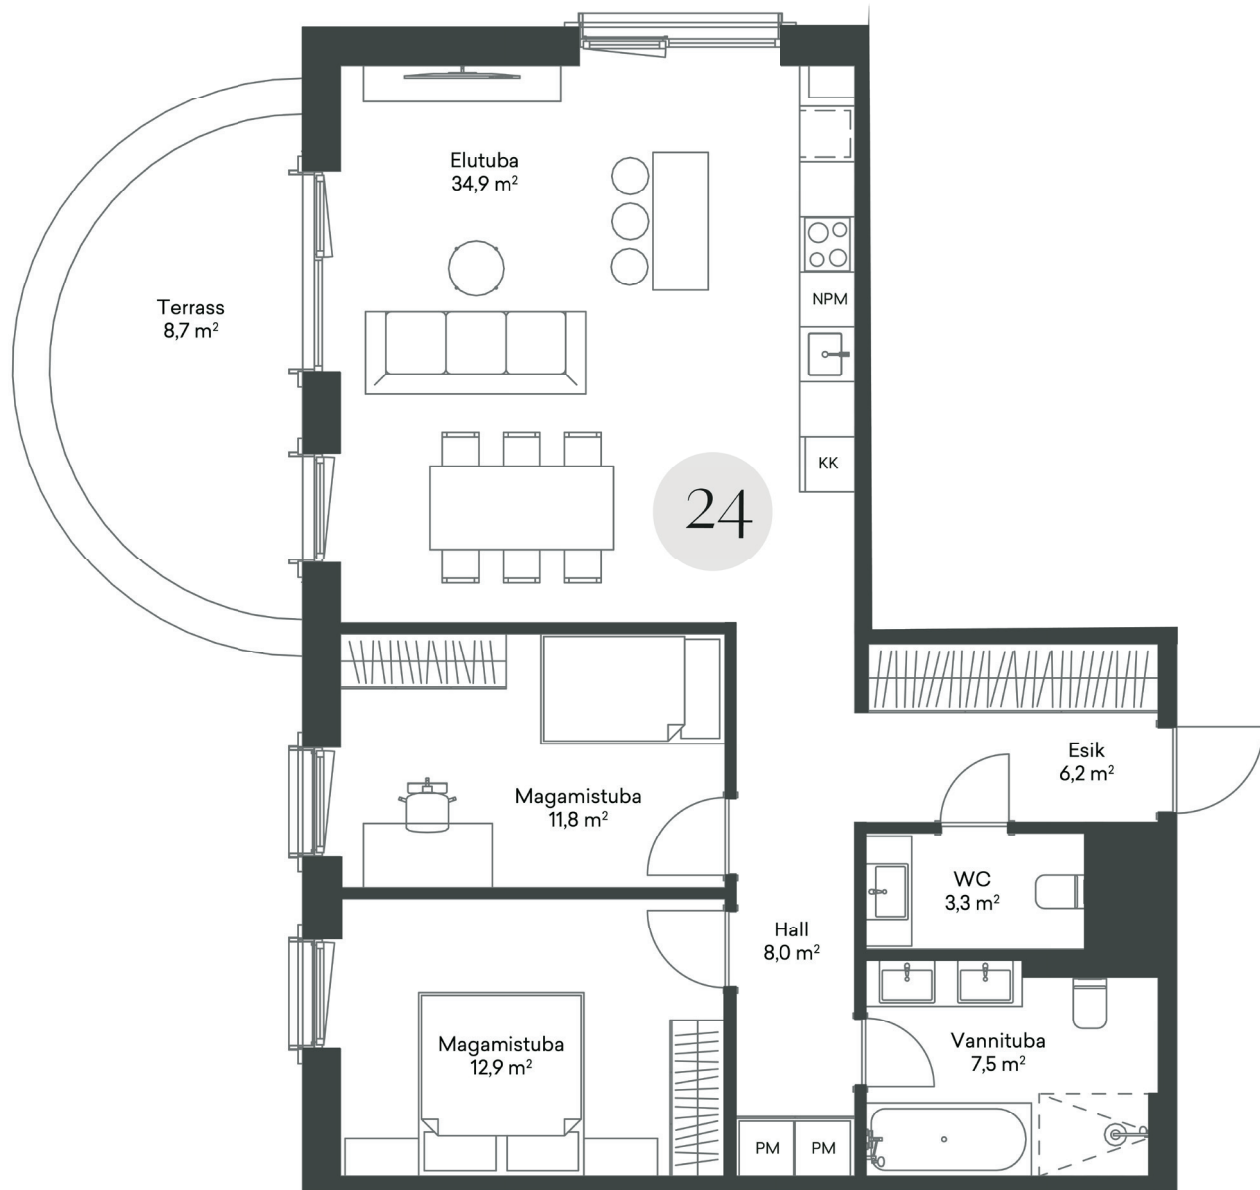 Elutuba
34,9 m²
Terrass
8,7 m²
NPM
KK
24
Esik
6,2 m²
Magamistuba
11,8 m²
WC
3,3 m²
Hall
8,0 m²
Magamistuba
12,9 m²
Vannituba
7,5 m²
PM
PM